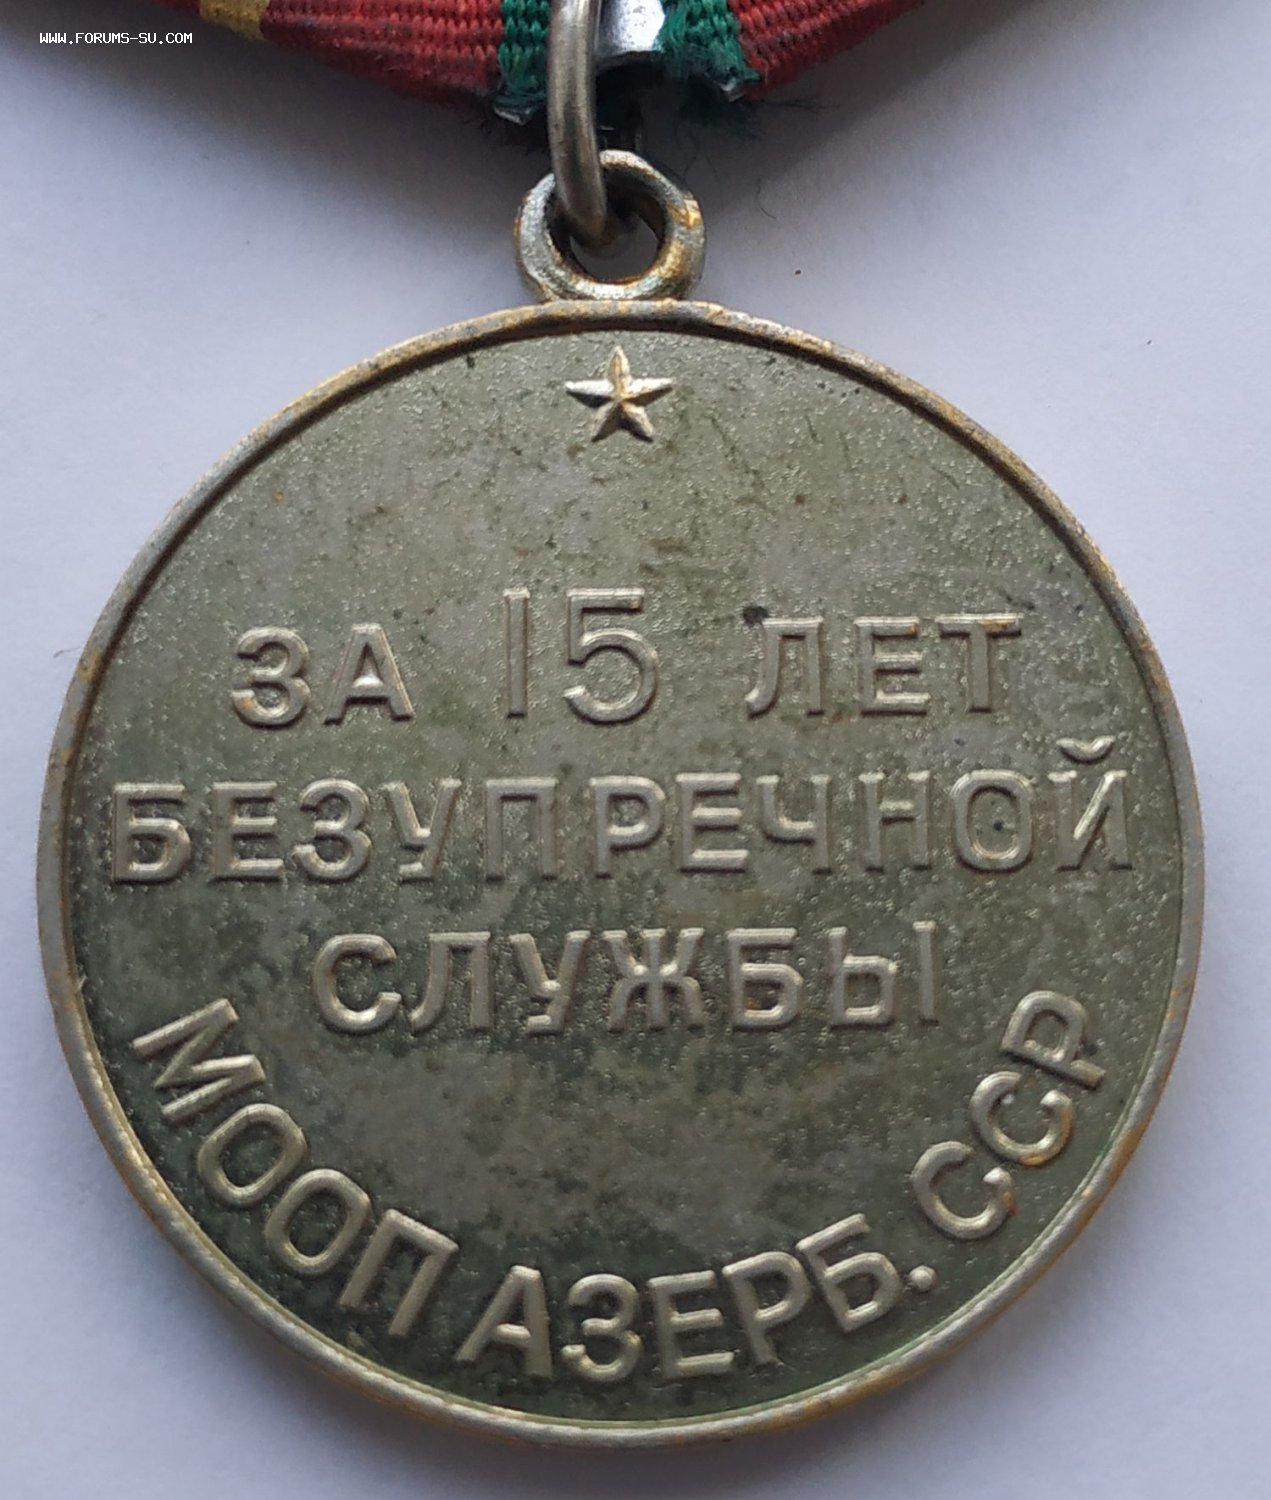 WWW.FORUMS-SU.COM
ЗА 15 ЛЕТ
БЕЗУПРЕЧНОЙ
СЛУЖБЫ
МООП АЗЕРБ. ССР